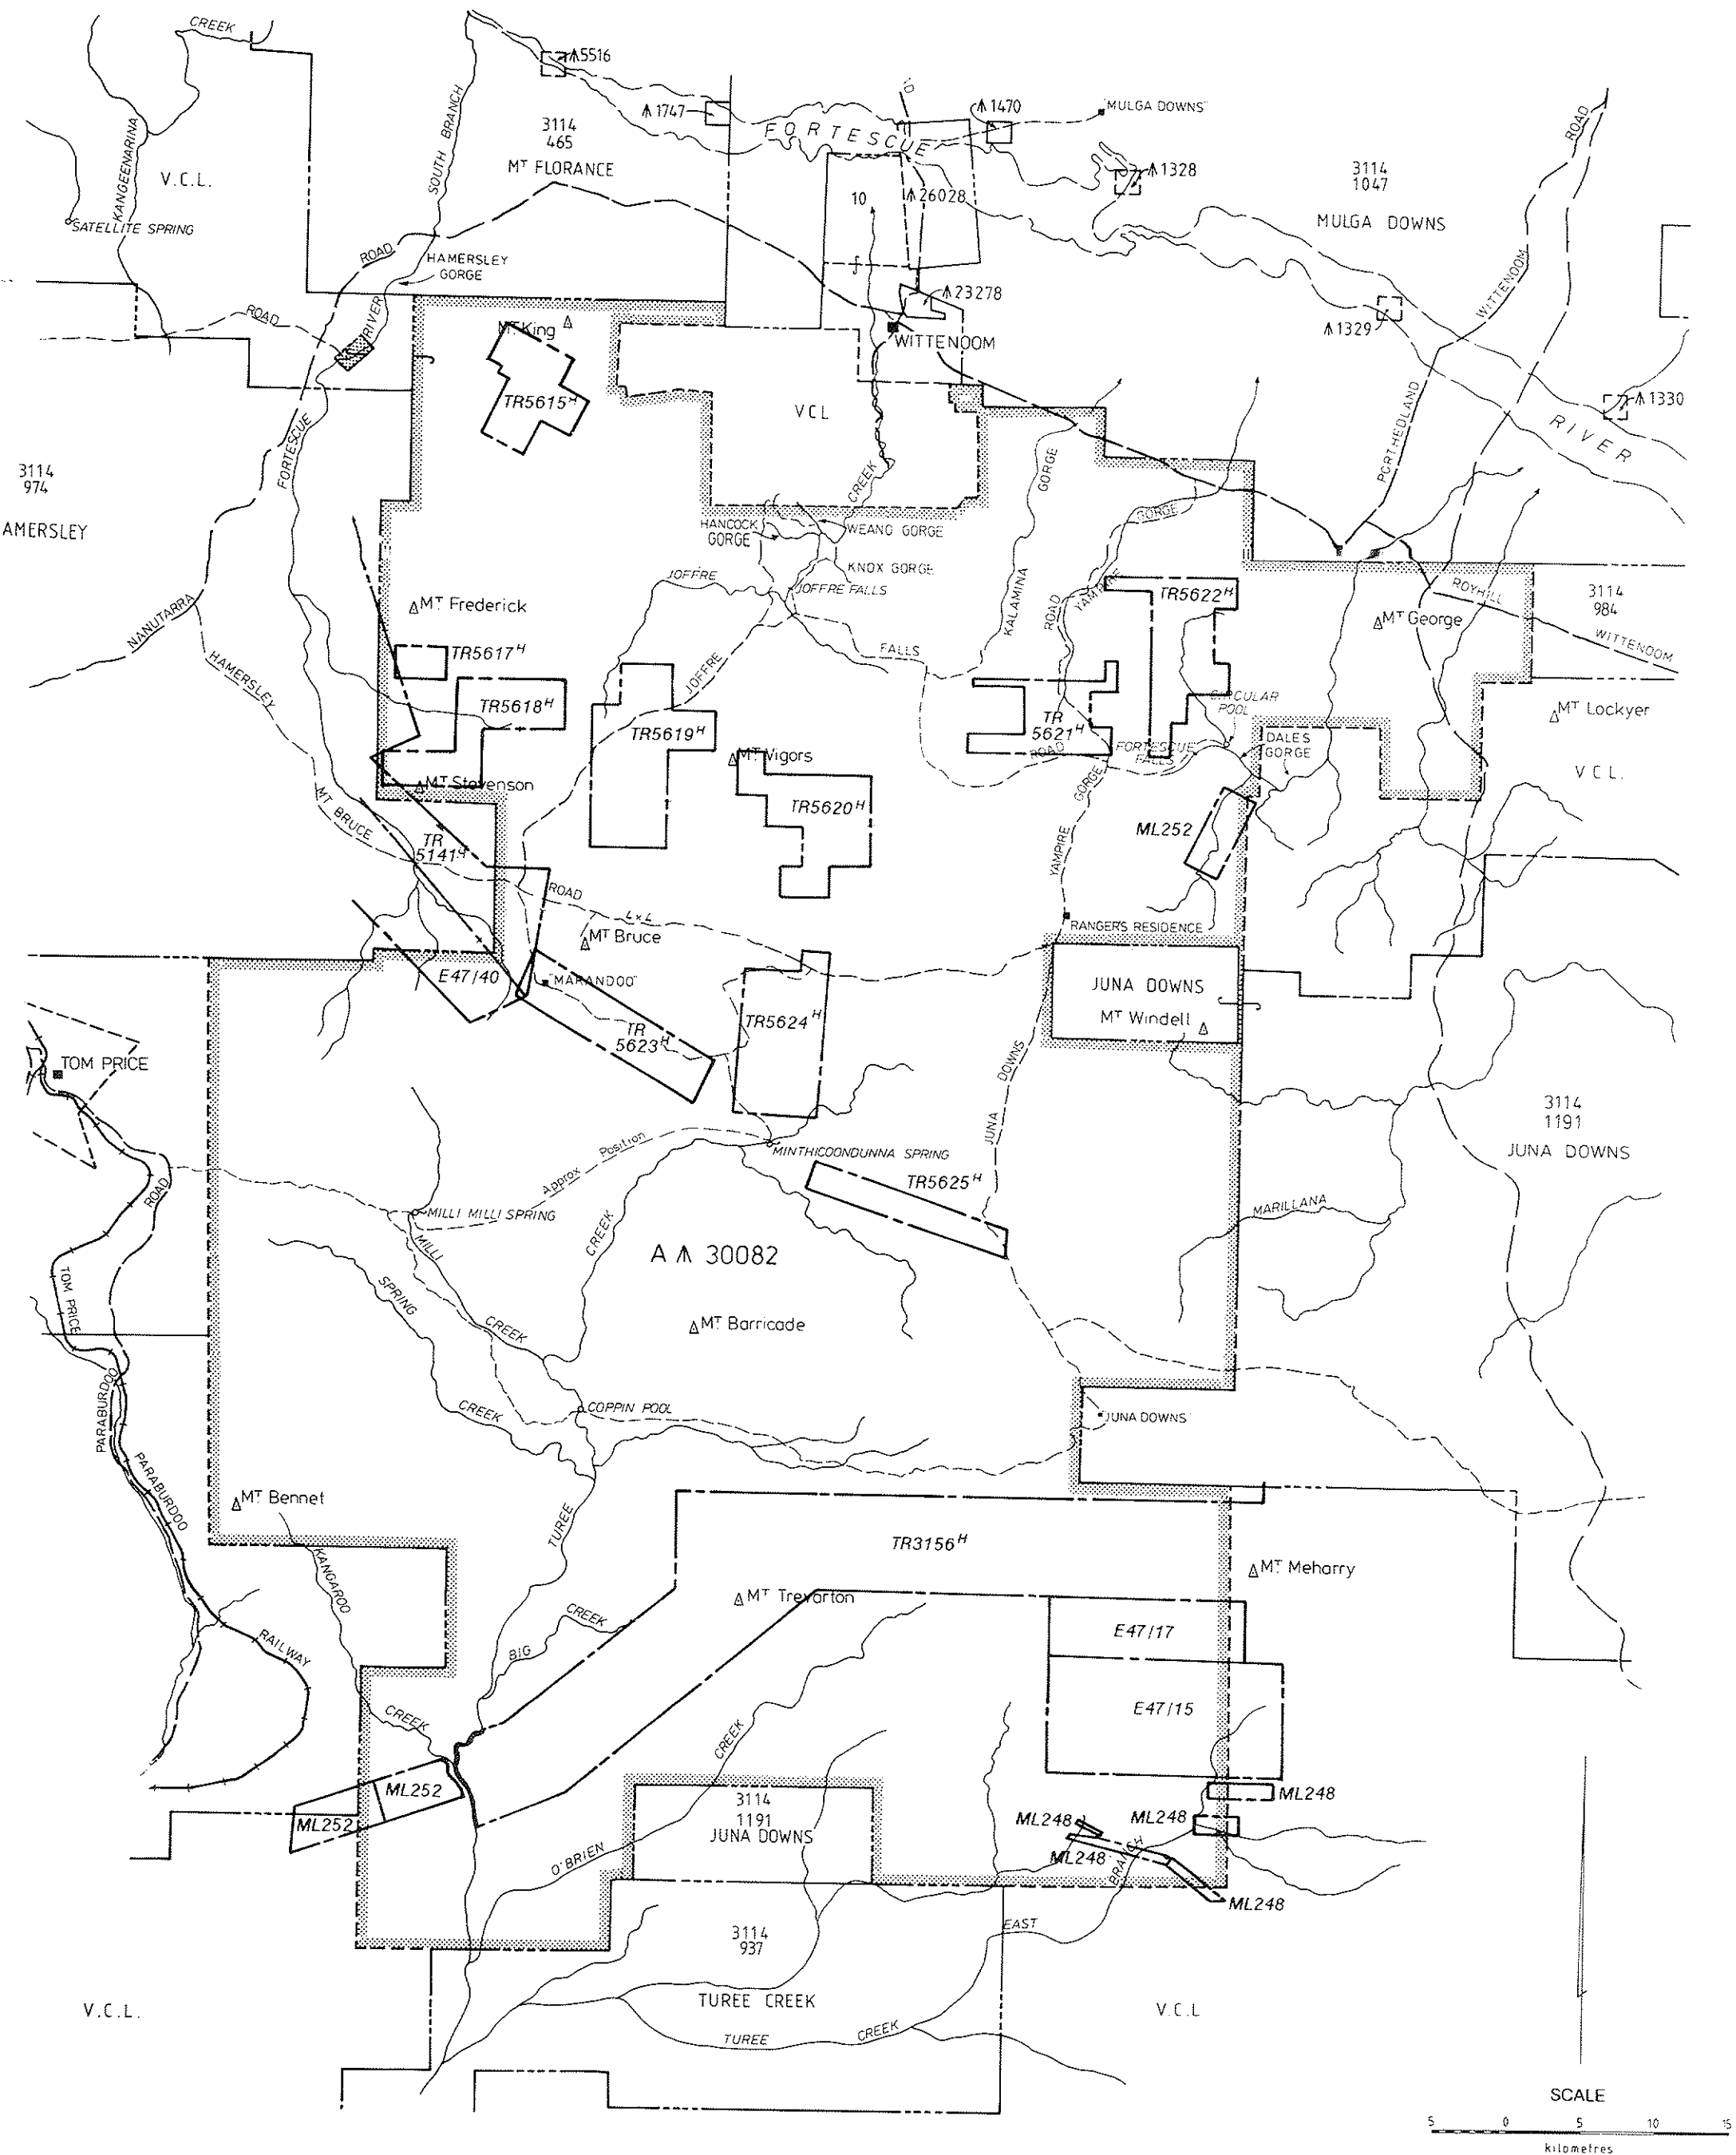 CREEK
⩚5516
⩚1747
⩚1470
"MULGA DOWNS"
FORTESCUE
3114
465
MT FLORANCE
SOUTH BRANCH
KANGEENARINA
V.C.L.
SATELLITE SPRING
⩚1328
3114
1047
MULGA DOWNS
10
⩚26028
ROAD
HAMERSLEY
GORGE
ROAD
RIVER
ROAD
⩚23278
WITTENOOM
WITTENOOM
⩚1329
MT King
TR5615H
VCL
PORTHEDLAND
⩚1330
RIVER
FORTESCUE
3114
974
AMERSLEY
CREEK
GORGE
HANCOCK
GORGE
WEANO GORGE
GORGE
KNOX GORGE
JOFFRE
JOFFRE FALLS
KALAMINA
ROAD
YAMPIRE
TR5622H
ROYHILL
3114
984
MT Frederick
MT George
WITTENOOM
NANUTARRA
HAMERSLEY
TR5617H
FALLS
JOFFRE
TR5618H
CIRCULAR
POOL
MT Lockyer
TR5619H
TR
5621H
ROAD
FORTESCUE
FALLS
DALES
GORGE
MT Vigors
V C L.
MT Stevenson
GORGE
MT BRUCE
TR5620H
TR
5141H
ML252
YAMPIRE
ROAD
4x4
RANGER'S RESIDENCE
MT Bruce
E47/40
"MARANDOO"
JUNA DOWNS
MT Windell
TR5624H
TR
5623H
TOM PRICE
DOWNS
3114
1191
JUNA DOWNS
JUNA
Approx Position
MINTHICOONDUNNA SPRING
TR5625H
ROAD
MARILLANA
MILLI MILLI SPRING
MILLI
CREEK
A ⩚ 30082
TOM PRICE
SPRING
CREEK
MT Barricade
PARABURDOO
CREEK
COPPIN POOL
"JUNA DOWNS"
PARABURDOO
MT Bennet
TUREE
TR3156H
KANGAROO
MT Meharry
MT Trevarton
CREEK
BIG
E47/17
RAILWAY
CREEK
CREEK
E47/15
ML252
ML252
3114
1191
JUNA DOWNS
ML248
ML248
ML248
ML248
BRANCH
O'BRIEN
ML248
EAST
3114
937
V.C.L.
TUREE CREEK
V.C.L
TUREE
CREEK
SCALE
5 0 5 10 15
kilometres